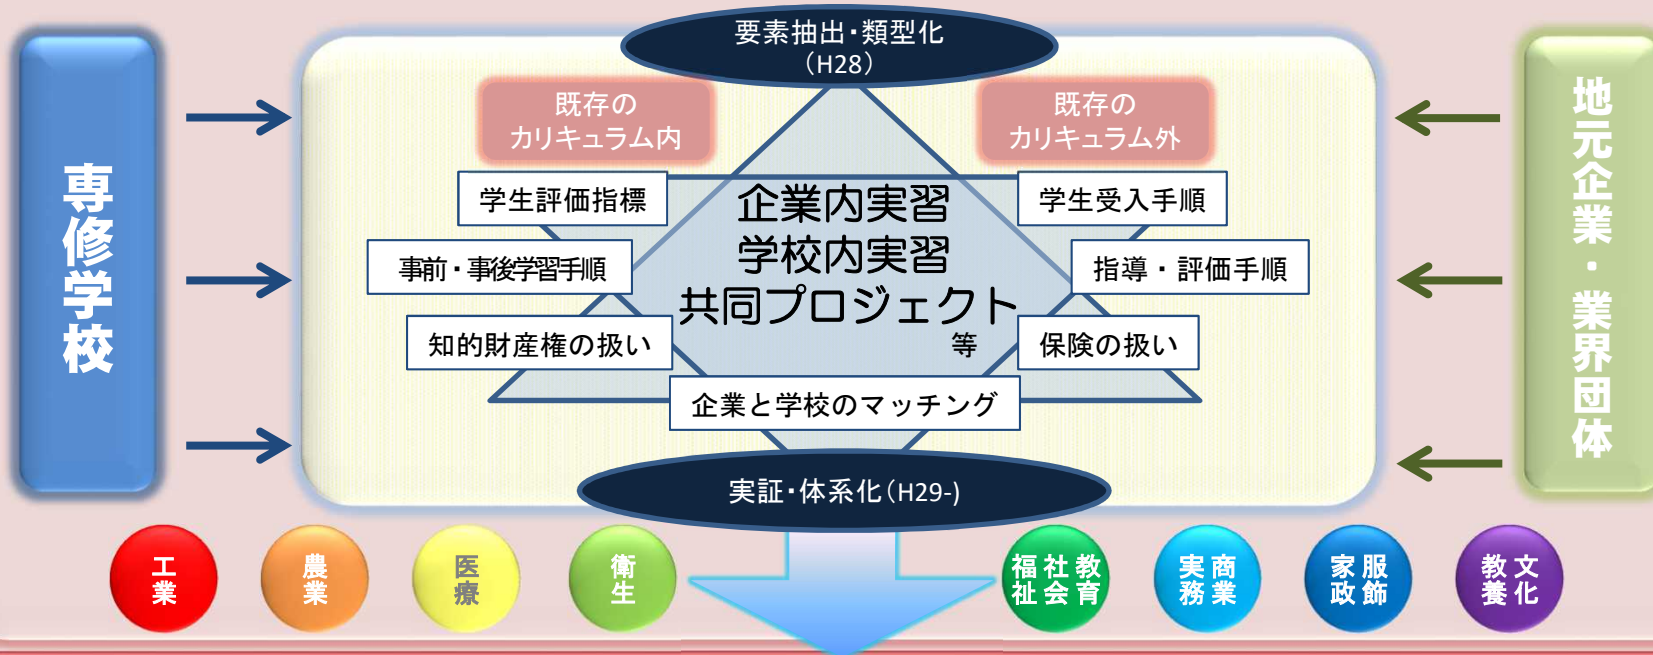 要素抽出・類型化
（H28）
専修学校
地元企業・業界団体
既存の
カリキュラム内
既存の
カリキュラム外
学生評価指標
学生受入手順
事前・事後学習手順
指導・評価手順
知的財産権の扱い
保険の扱い
企業内実習
学校内実習
共同プロジェクト
等
企業と学校のマッチング
実証・体系化（H29-)
工業
農業
医療
衛生
教育
社会
福祉
商業
実務
服飾
家政
文化
教養